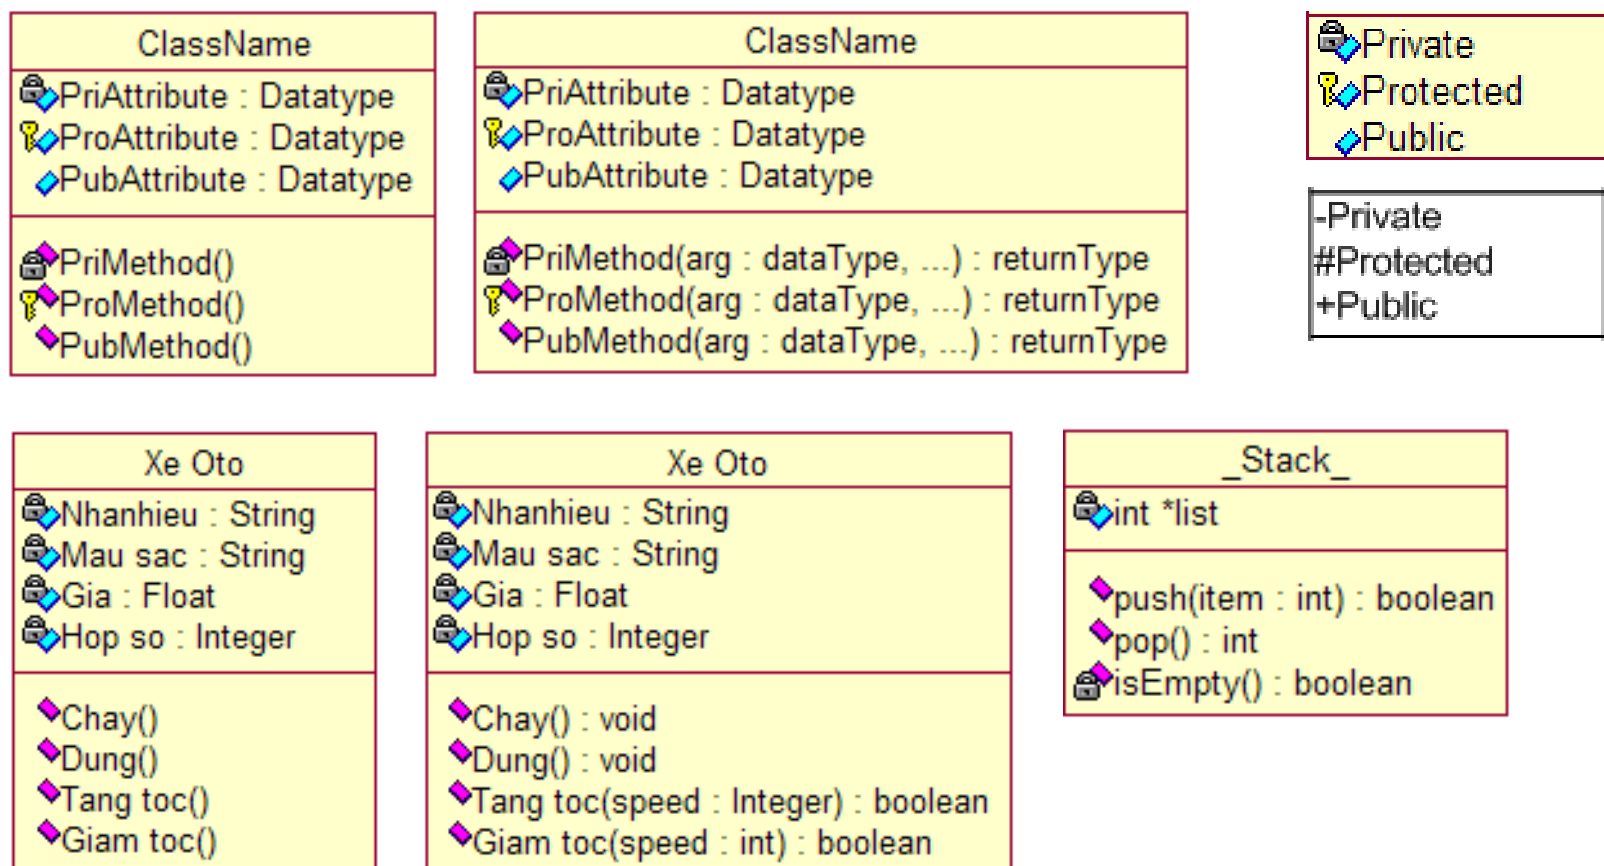 ClassName
PriAttribute : Datatype
ProAttribute : Datatype
PubAttribute : Datatype
PriMethod()
ProMethod()
PubMethod()
ClassName
PriAttribute : Datatype
ProAttribute : Datatype
PubAttribute : Datatype
PriMethod(arg : dataType, ...) : returnType
ProMethod(arg : dataType, ...) : returnType
PubMethod(arg : dataType, ...) : returnType
Private
Protected
Public
-Private
#Protected
+Public
Xe Oto
Nhanhieu : String
Mau sac : String
Gia : Float
Hop so : Integer
Chay()
Dung()
Tang toc()
Giam toc()
Xe Oto
Nhanhieu : String
Mau sac : String
Gia : Float
Hop so : Integer
Chay() : void
Dung() : void
Tang toc(speed : Integer) : boolean
Giam toc(speed : int) : boolean
_Stack_
int *list
push(item : int) : boolean
pop() : int
isEmpty() : boolean